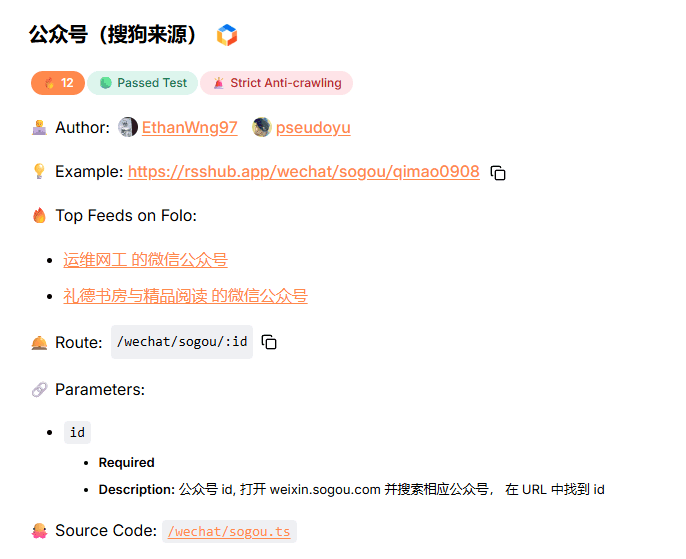 公众号（搜狗来源）
12 Passed Test Strict Anti-crawling
Author: EthanWng97 pseudoyu
Example: https://rsshub.app/wechat/sogou/qimao0908
Top Feeds on Folo:
运维网工 的微信公众号
礼德书房与精品阅读 的微信公众号
Route: /wechat/sogou/:id
Parameters:
id
Required
Description: 公众号 id, 打开 weixin.sogou.com 并搜索相应公众号， 在 URL 中找到 id
Source Code: /wechat/sogou.ts